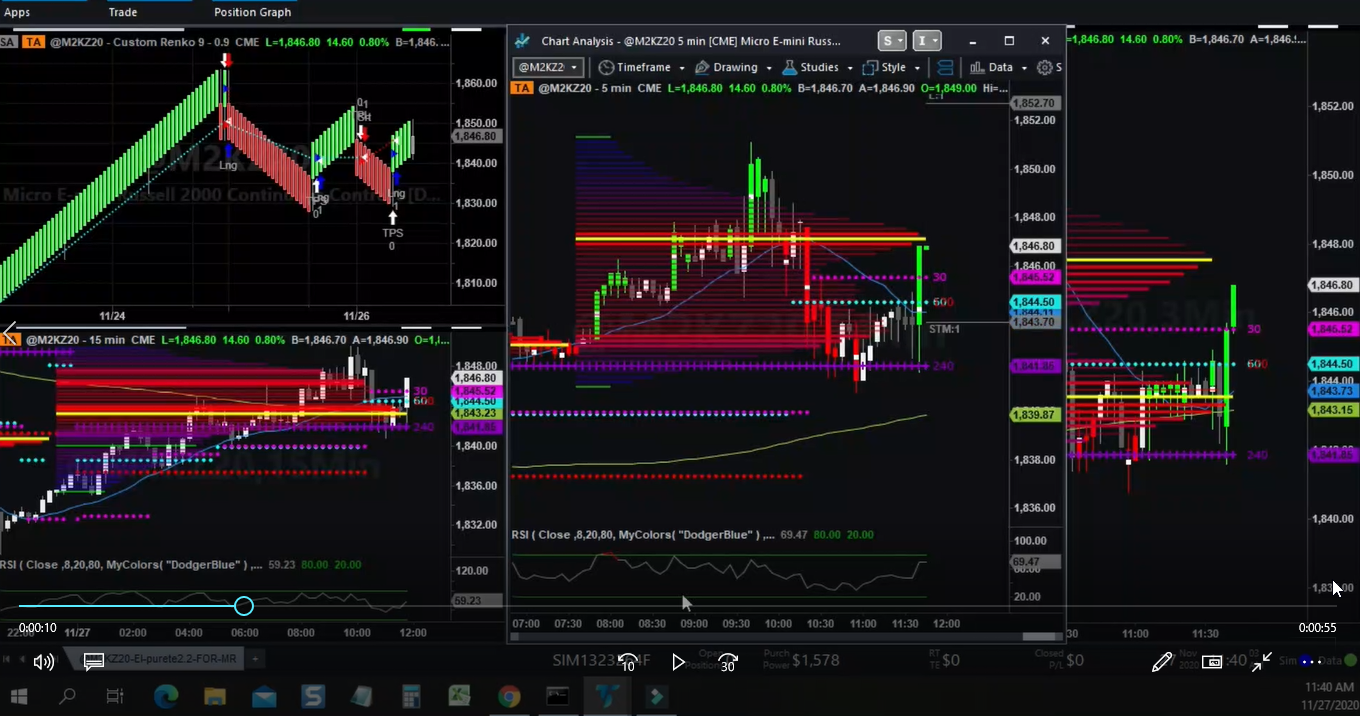 Apps Trade Position Graph
SA TA @M2KZ20 - Custom Renko 9 - 0.9 CME L=1,846.80 14.60 0.80% B=1,846. ...
1,860.00
1,850.00
1,846.80
1,840.00
1,830.00
1,820.00
1,810.00
Lng
Lng
TPS
0
11/24 11/26
@M2KZ20 - 15 min CME L=1,846.80 14.60 0.80% B=1,846.70 A=1,846.90 O=1,(...
1,848.00
1,846.80
1,845.52
1,844.50
1,843.23
1,841.85
1,840.00
1,836.00
1,832.00
30
600
240
RSI ( Close ,8,20,80, MyColors( "DodgerBlue" ) ,... 59.23 80.00 20.00
120.00
59.23
11/27 02:00 04:00 06:00 08:00 10:00 12:00
Chart Analysis - @M2KZ20 5 min [CME] Micro E-mini Russ...
S I
@M2KZ2 Timeframe Drawing Studies Style Data S
TA @M2KZ20 - 5 min CME L=1,846.80 14.60 0.80% B=1,846.70 A=1,846.90 O=1,849.00 Hi=...
1,852.70
1,852.00
1,850.00
1,848.00
1,846.80
1,846.00
1,845.52
1,844.50
1,843.70
1,841.85
1,839.87
1,838.00
1,836.00
30
600
STM:1
240
RSI ( Close ,8,20,80, MyColors( "DodgerBlue" ) ,... 69.47 80.00 20.00
100.00
69.47
20.00
07:00 07:30 08:00 08:30 09:00 09:30 10:00 10:30 11:00 11:30 12:00
=1,846.80 14.60 0.80% B=1,846.70 A=1,846.!...
1,852.00
1,850.00
1,848.00
1,846.80
1,846.00
1,845.52
1,844.50
1,844.00
1,843.73
1,843.15
1,841.85
1,840.00
30
600
240
:30 11:00 11:30
0:00:10
0:00:55
KZ20-El-purete2.2-FOR-MR
Purch
Power $1,578
RT
TE $0
Closed
P/L $0
Nov
2020
Sim Data
10
30
11:40 AM
11/27/2020